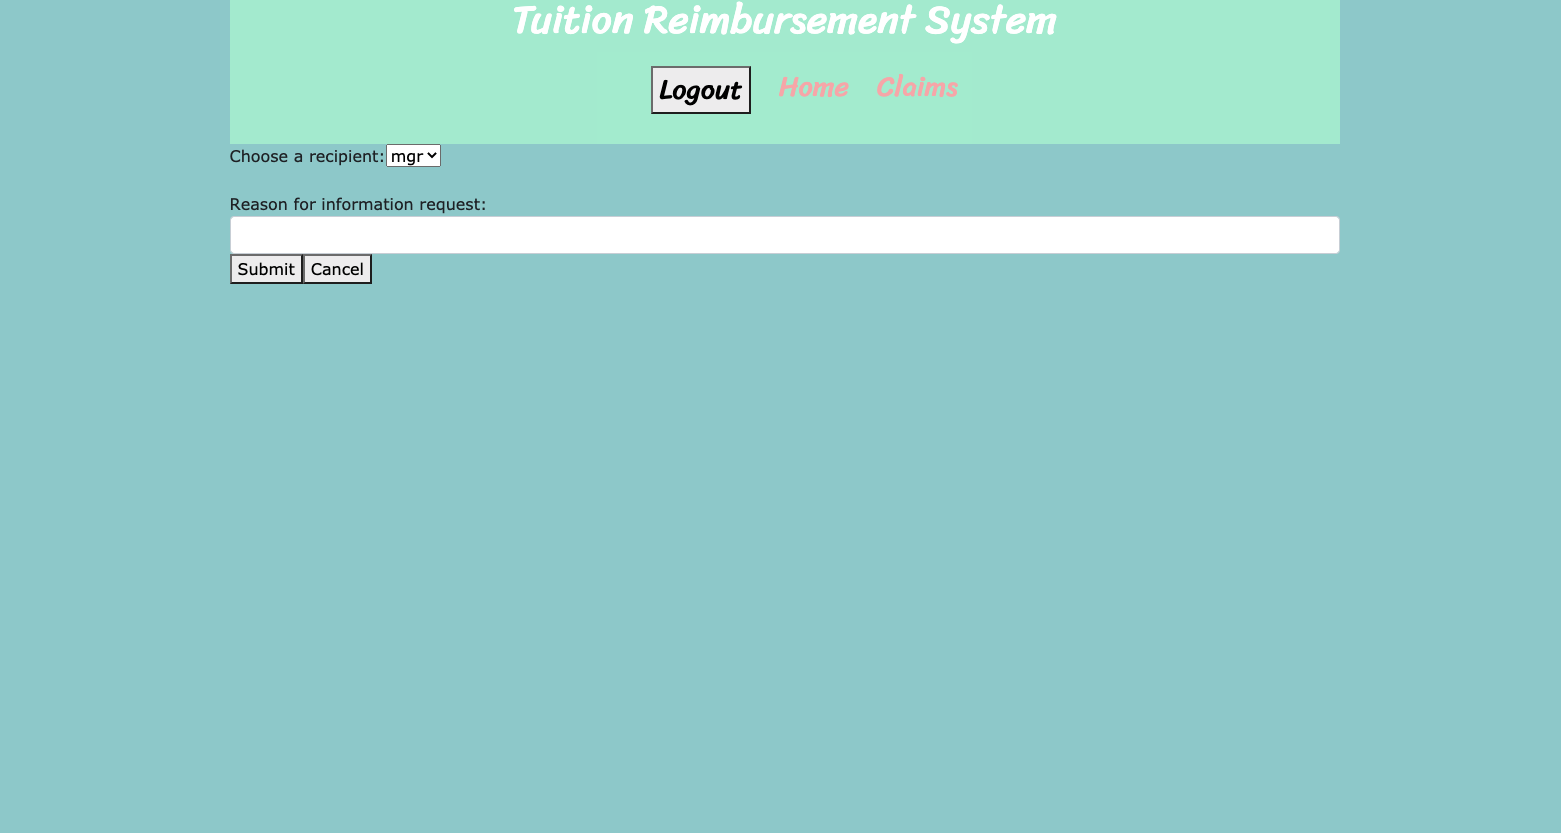 Tuition Reimbursement System
Logout Home Claims
Choose a recipient: mgr
Reason for information request:
Submit Cancel